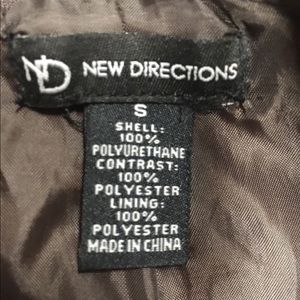 ND NEW DIRECTIONS
S
SHELL:
100%
POLYURETHANE
CONTRAST:
100%
POLYESTER
LINING:
100%
POLYESTER
MADE IN CHINA